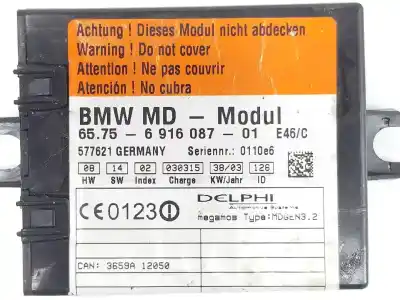 Achtung ! Dieses Modul nicht abdecken
Warning ! Do not cover
Attention ! Ne pas couvrir
Atención ! No cubra
BMW MD - Modul
65.75 - 6 916 087 - 01 E46/C
577621 GERMANY Seriennr.: 0110e6
08 14 02 030315 38/03 126
HW SW Index Charge KW/Jahr ID
CE 0123 DELPHI
Automotive Systems
megamos Type:MDGEN3.2
CAN: 3659A 12050